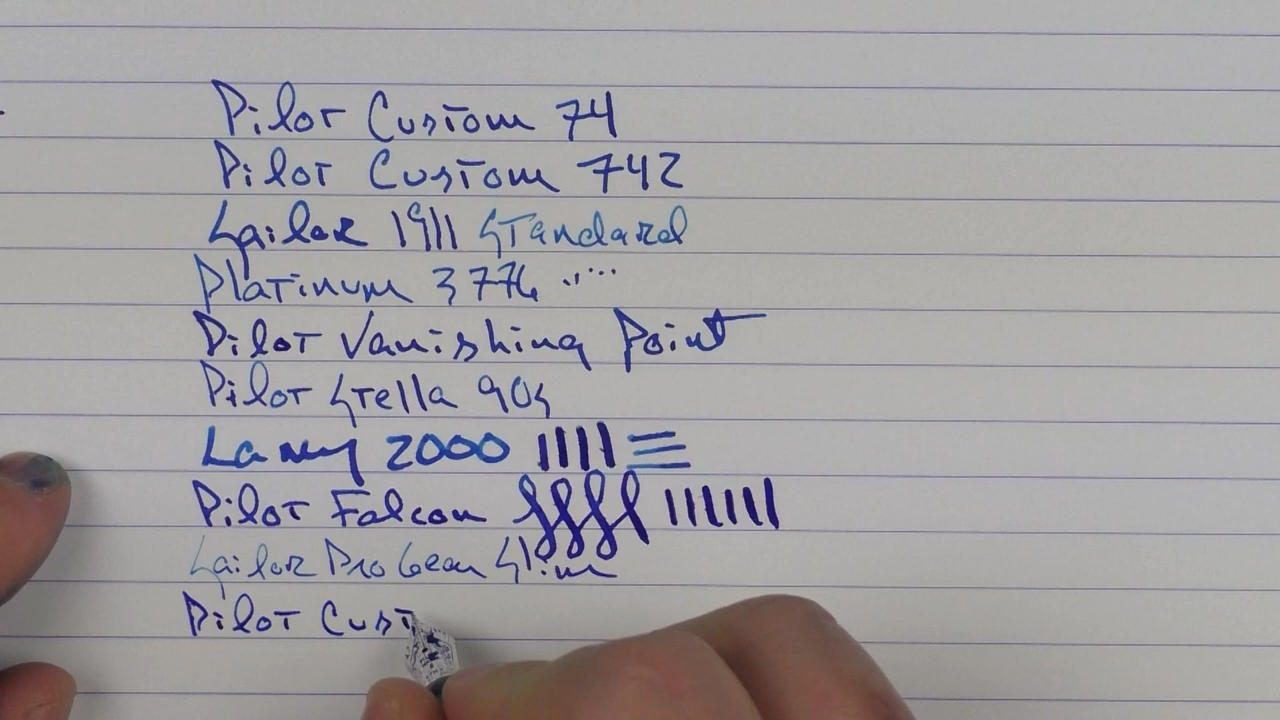 Pilot Custom 74
Pilot Custom 742
Sailor 1911 Standard
Platinum 3776 .....
Pilot Vanishing Point
Pilot Stella 90S
Lamy 2000
Pilot Falcon
Sailor Pro Gear Slim
Pilot Cust